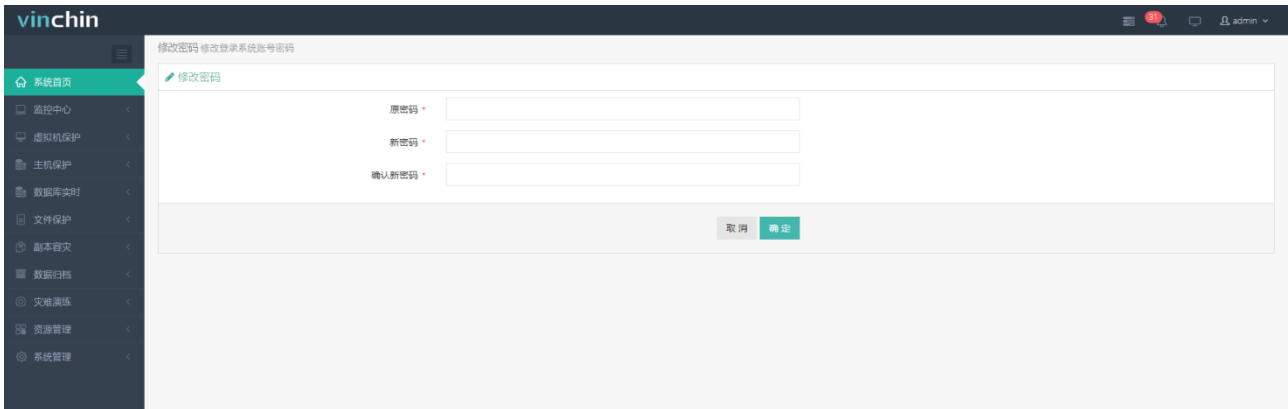 vinchin
31
admin
修改密码 修改登录系统账号密码
修改密码
原密码 *
新密码 *
确认新密码 *
取消 确定
系统首页
监控中心
虚拟机保护
主机保护
数据库实时
文件保护
副本容灾
数据归档
灾难演练
资源管理
系统管理